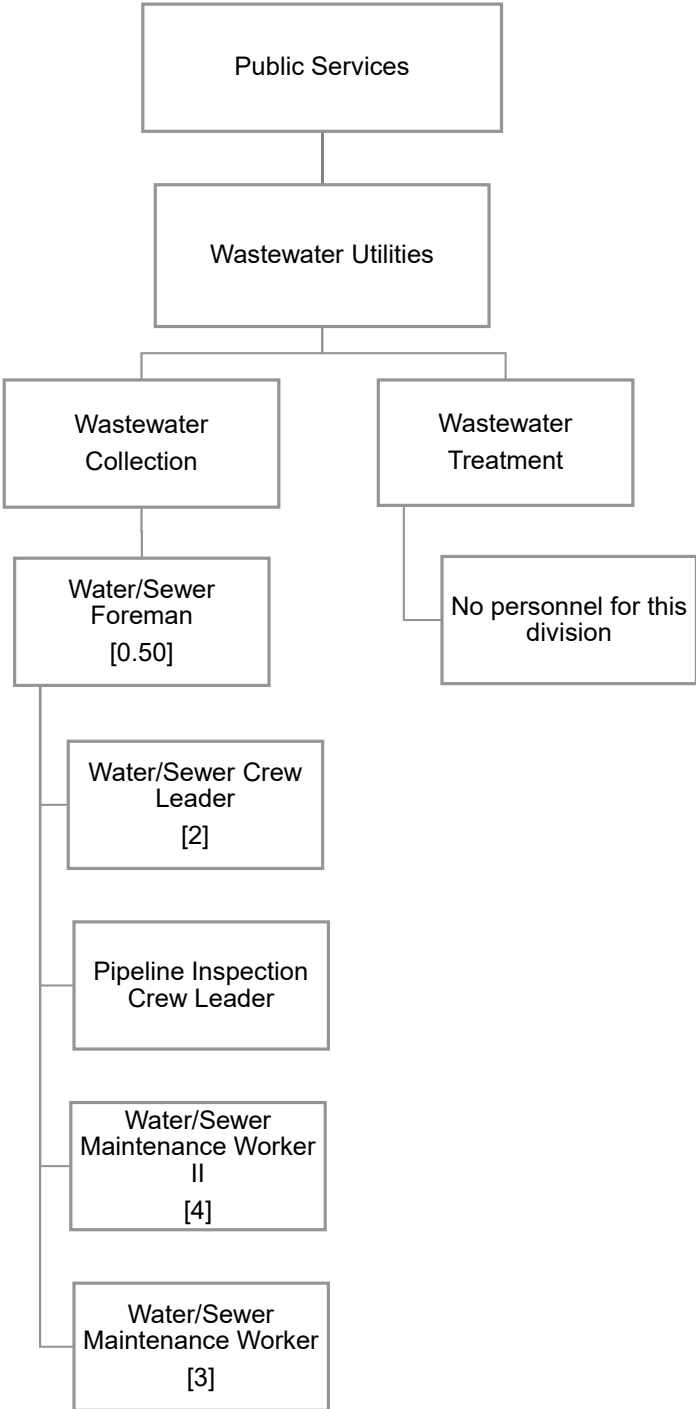 Public Services
Wastewater Utilities
Wastewater
Collection
Wastewater
Treatment
Water/Sewer
Foreman
[0.50]
No personnel for this
division
Water/Sewer Crew
Leader
[2]
Pipeline Inspection
Crew Leader
Water/Sewer
Maintenance Worker
II
[4]
Water/Sewer
Maintenance Worker
[3]